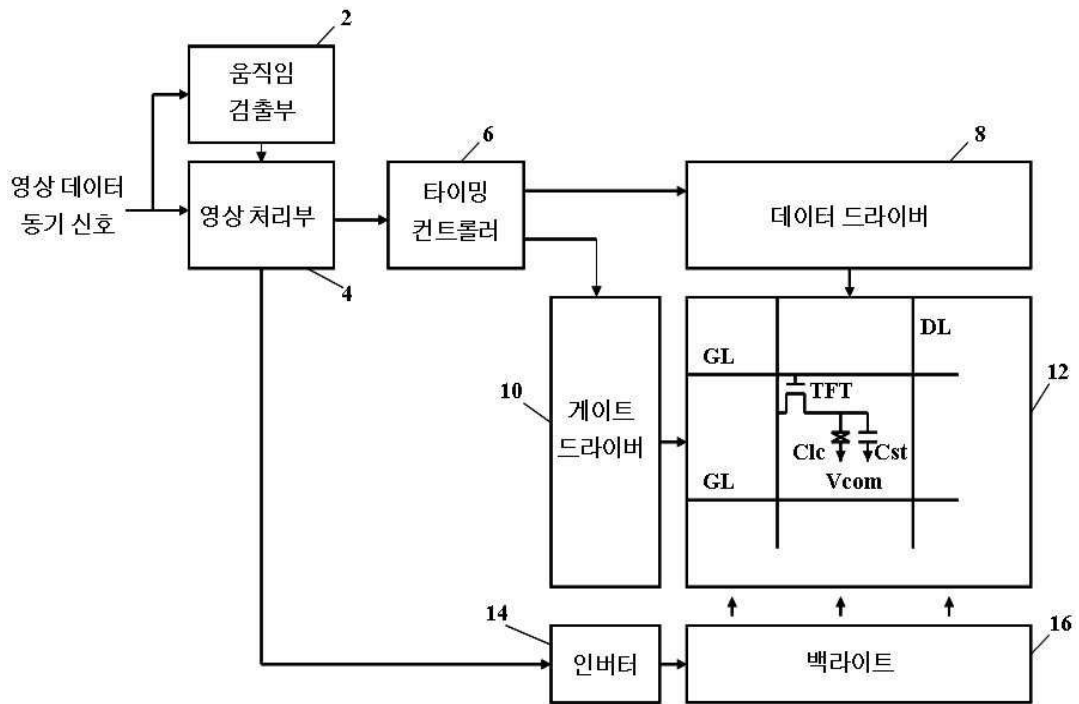 2
움직임
검출부
6
8
영상 데이터
동기 신호
영상 처리부
타이밍
컨트롤러
데이터 드라이버
4
DL
GL
12
10
게이트
드라이버
TFT
Clc
Cst
GL
Vcom
14
16
인버터
백라이트